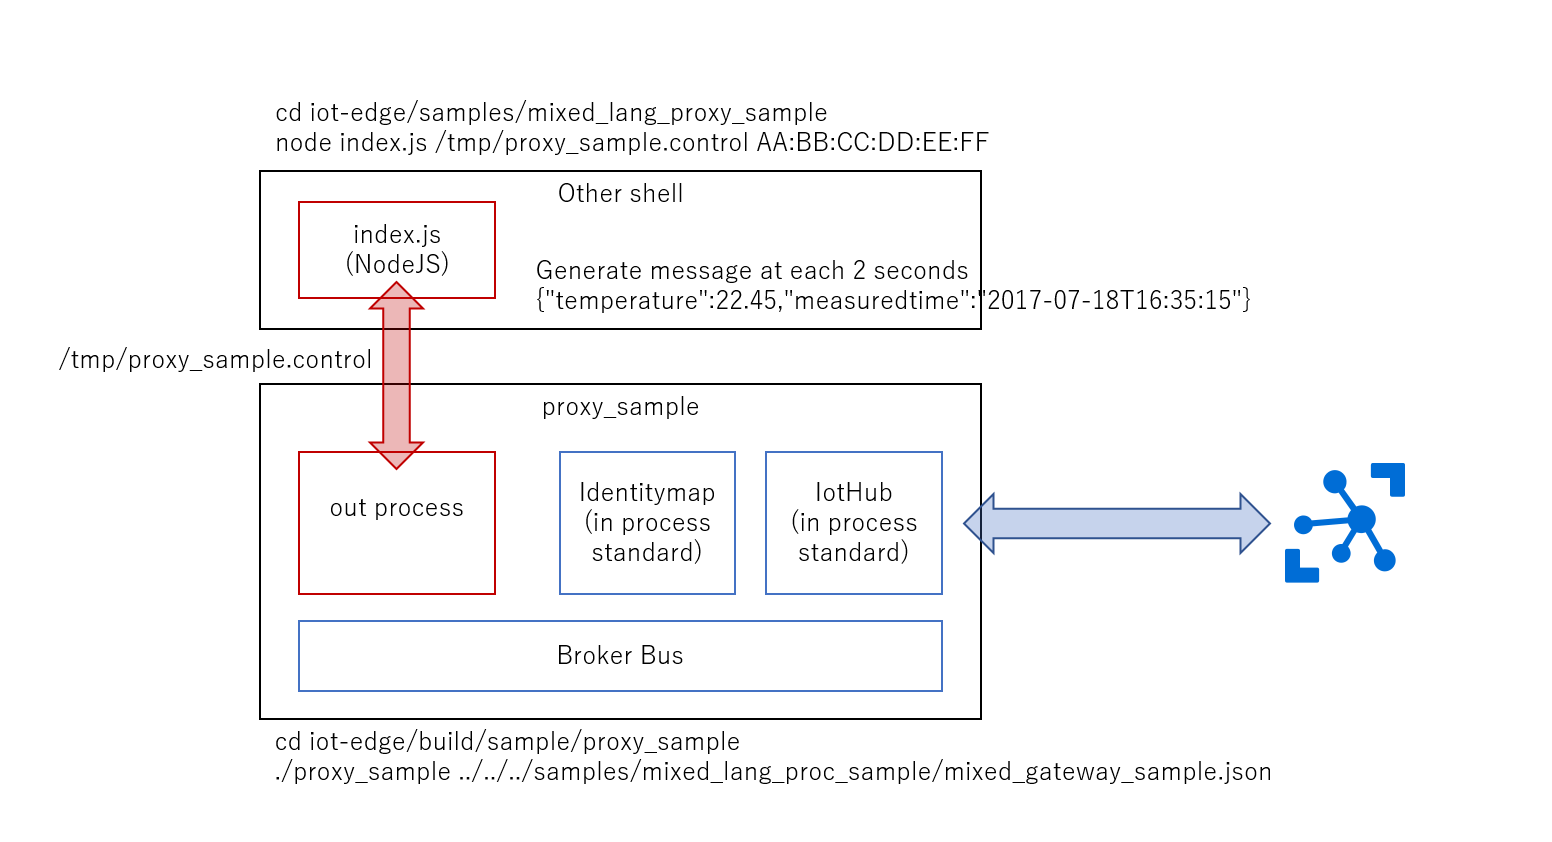 cd iot-edge/samples/mixed_lang_proxy_sample
node index.js /tmp/proxy_sample.control AA:BB:CC:DD:EE:FF
Other shell
index.js
(NodeJS)
Generate message at each 2 seconds
{"temperature":22.45,"measuredtime":"2017-07-18T16:35:15"}
/tmp/proxy_sample.control
proxy_sample
out process
Identitymap
(in process
standard)
IotHub
(in process
standard)
Broker Bus
cd iot-edge/build/sample/proxy_sample
./proxy_sample ../../../samples/mixed_lang_proc_sample/mixed_gateway_sample.json